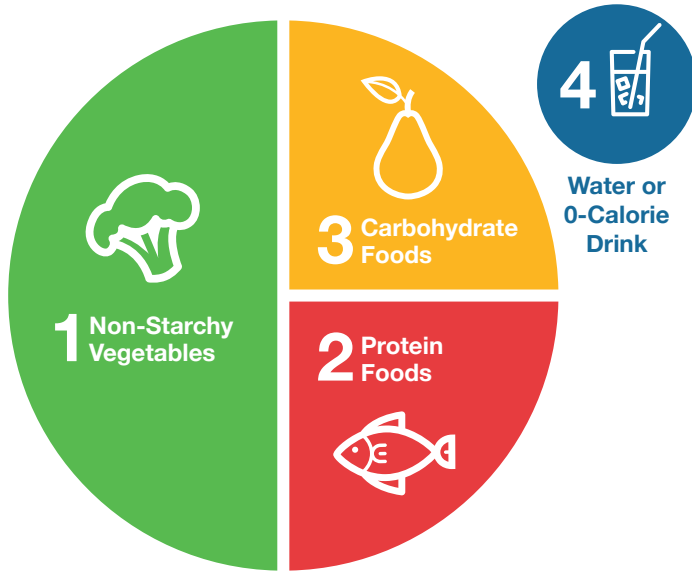 1 Non-Starchy
Vegetables
2 Protein
Foods
3 Carbohydrate
Foods
4
Water or
0-Calorie
Drink